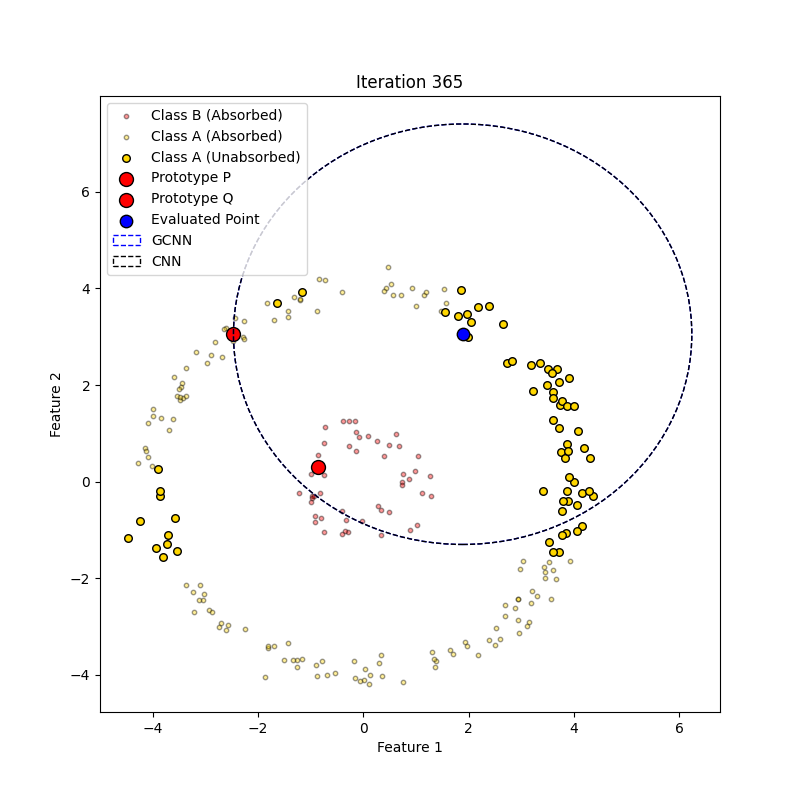 Iteration 365
Class B (Absorbed)
Class A (Absorbed)
Class A (Unabsorbed)
Prototype P
Prototype Q
Evaluated Point
GCNN
CNN
Feature 2
6
4
2
0
−2
−4
−4
−2
0
2
4
6
Feature 1